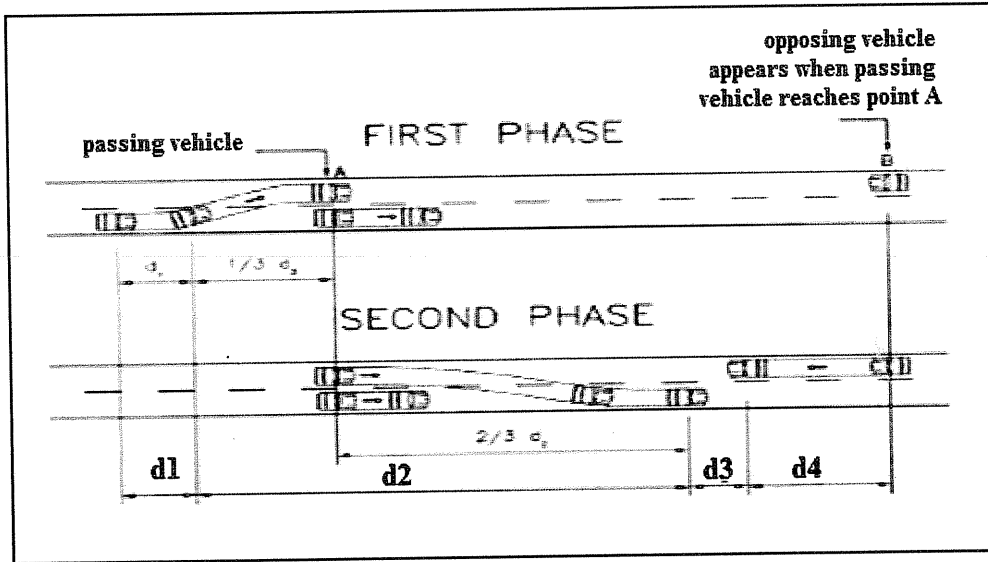 opposing vehicle
appears when passing
vehicle reaches point A
passing vehicle
FIRST PHASE
A
B
d₁
1/3 d₂
SECOND PHASE
2/3 d₂
d1
d2
d3
d4